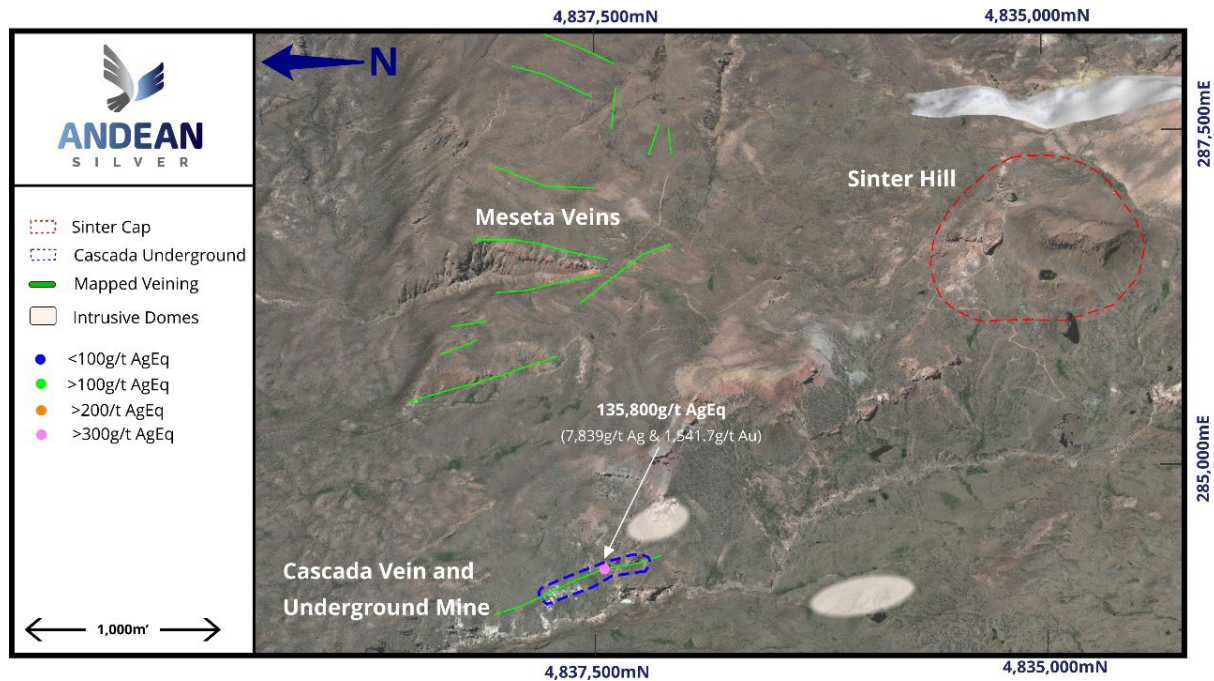 4,837,500mN
4,835,000mN
N
ANDEAN
SILVER
Sinter Cap
Cascada Underground
Mapped Veining
Intrusive Domes
<100g/t AgEq
>100g/t AgEq
>200/t AgEq
>300g/t AgEq
1,000m'
Sinter Hill
Meseta Veins
135,800g/t AgEq
(7,839g/t Ag & 1,541.7g/t Au)
Cascada Vein and
Underground Mine
287,500mE
285,000mE
4,837,500mN
4,835,000mN